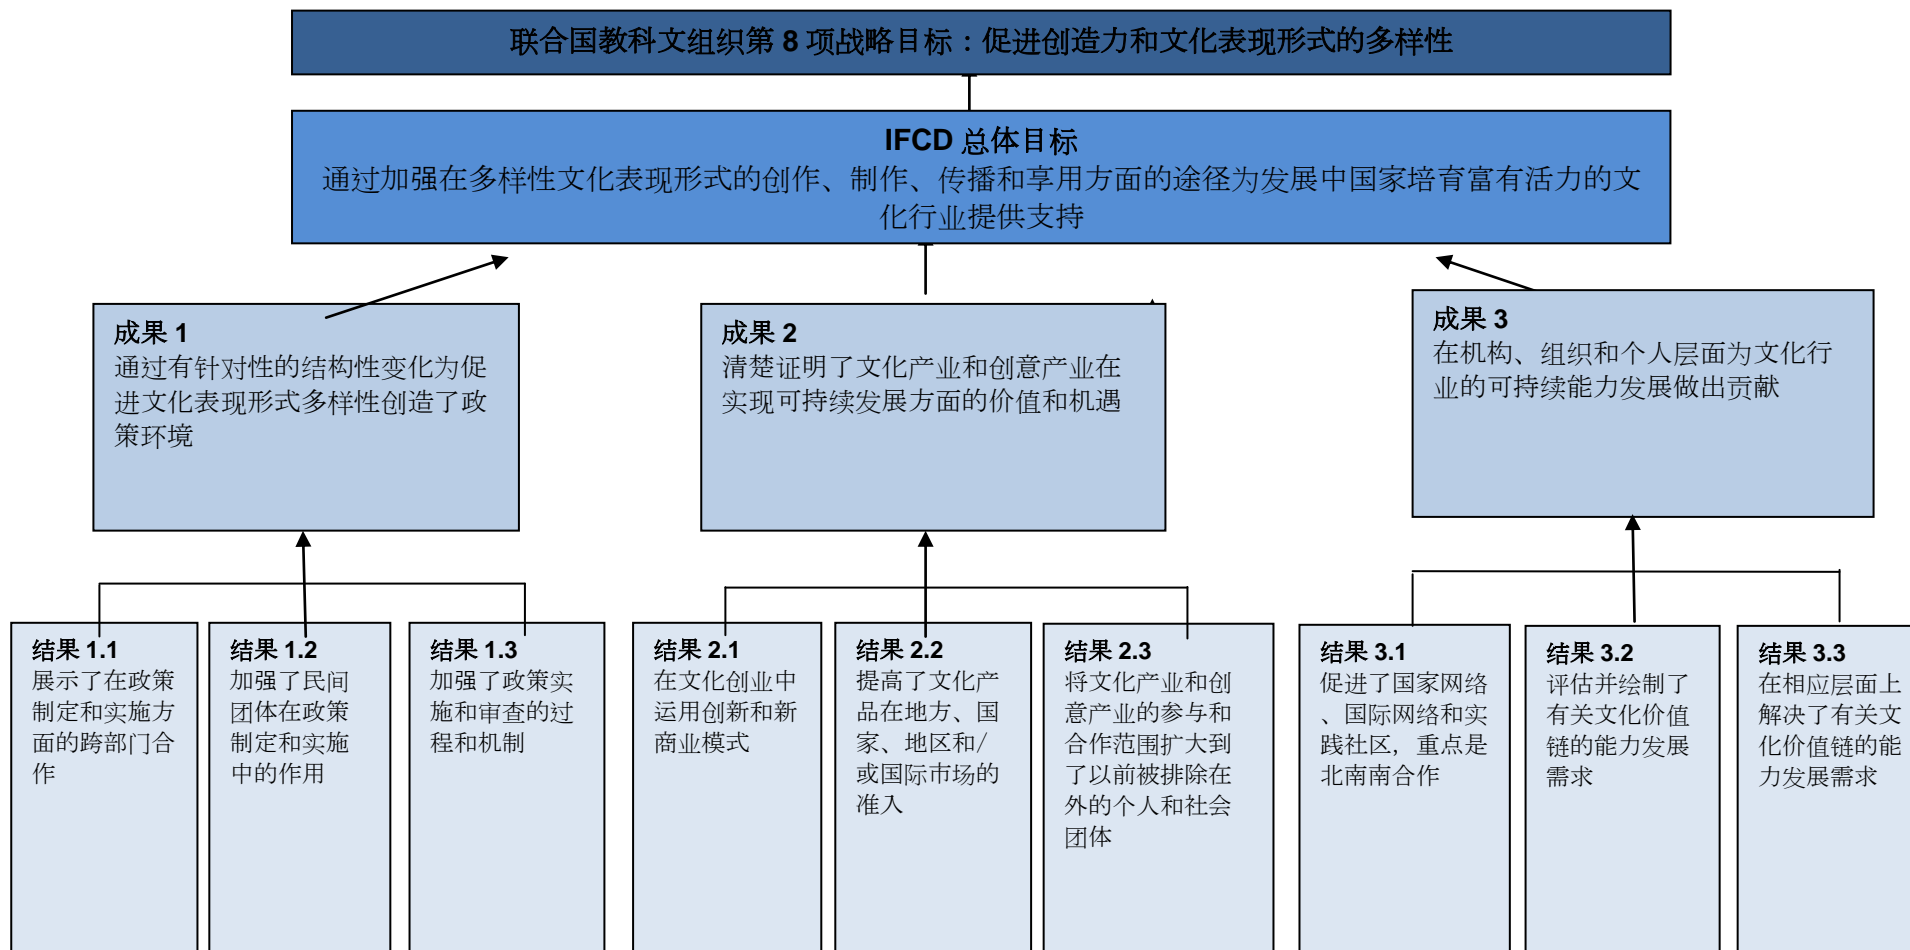 联合国教科文组织第 8 项战略目标：促进创造力和文化表现形式的多样性
IFCD 总体目标
通过加强在多样性文化表现形式的创作、制作、传播和享用方面的途径为发展中国家培育富有活力的文
化行业提供支持
成果 1
通过有针对性的结构性变化为促
进文化表现形式多样性创造了政
策环境
成果 2
清楚证明了文化产业和创意产业在
实现可持续发展方面的价值和机遇
成果 3
在机构、组织和个人层面为文化行
业的可持续能力发展做出贡献
结果 1.1
展示了在政策
制定和实施方
面的跨部门合
作
结果 1.2
加强了民间
团体在政策
制定和实施
中的作用
结果 1.3
加强了政策实
施和审查的过
程和机制
结果 2.1
在文化创业中
运用创新和新
商业模式
结果 2.2
提高了文化产
品在地方、国
家、地区和/
或国际市场的
准入
结果 2.3
将文化产业和创
意产业的参与和
合作范围扩大到
了以前被排除在
外的个人和社会
团体
结果 3.1
促进了国家网络
、国际网络和实
践社区，重点是
北南南合作
结果 3.2
评估并绘制了
有关文化价值
链的能力发展
需求
结果 3.3
在相应层面上
解决了有关文
化价值链的能
力发展需求